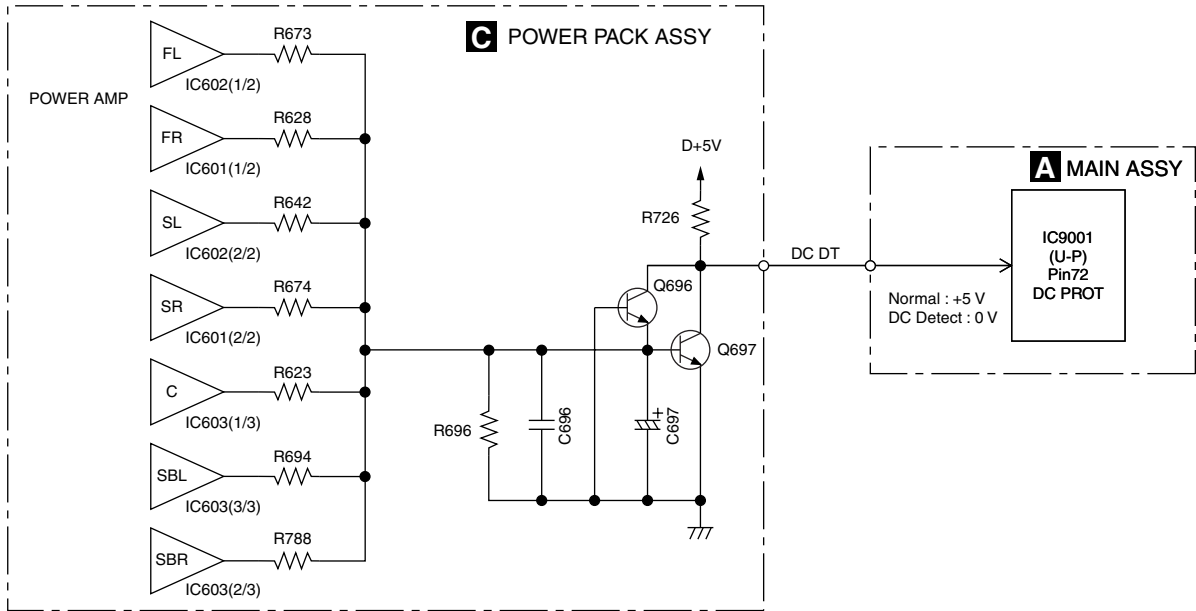 C POWER PACK ASSY
POWER AMP
FL
R673
IC602(1/2)
FR
R628
IC601(1/2)
SL
R642
IC602(2/2)
SR
R674
IC601(2/2)
C
R623
IC603(1/3)
SBL
R694
IC603(3/3)
SBR
R788
IC603(2/3)
R696
C696
C697
+
Q696
Q697
D+5V
R726
DC DT
A MAIN ASSY
Normal : +5 V
DC Detect : 0 V
IC9001
(U-P)
Pin72
DC PROT